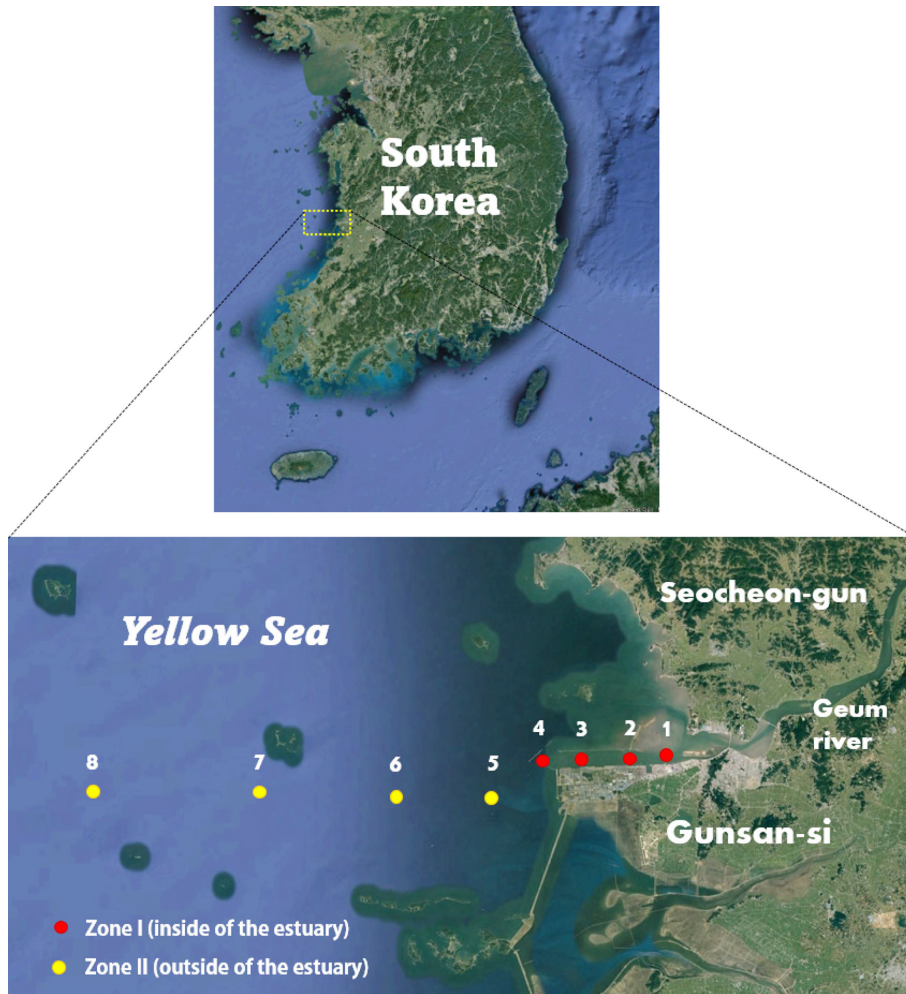 South
Korea
Yellow Sea
Seocheon-gun
Geum
river
Gunsan-si
8
7
6
5
4
3
2
1
Zone I (inside of the estuary)
Zone II (outside of the estuary)